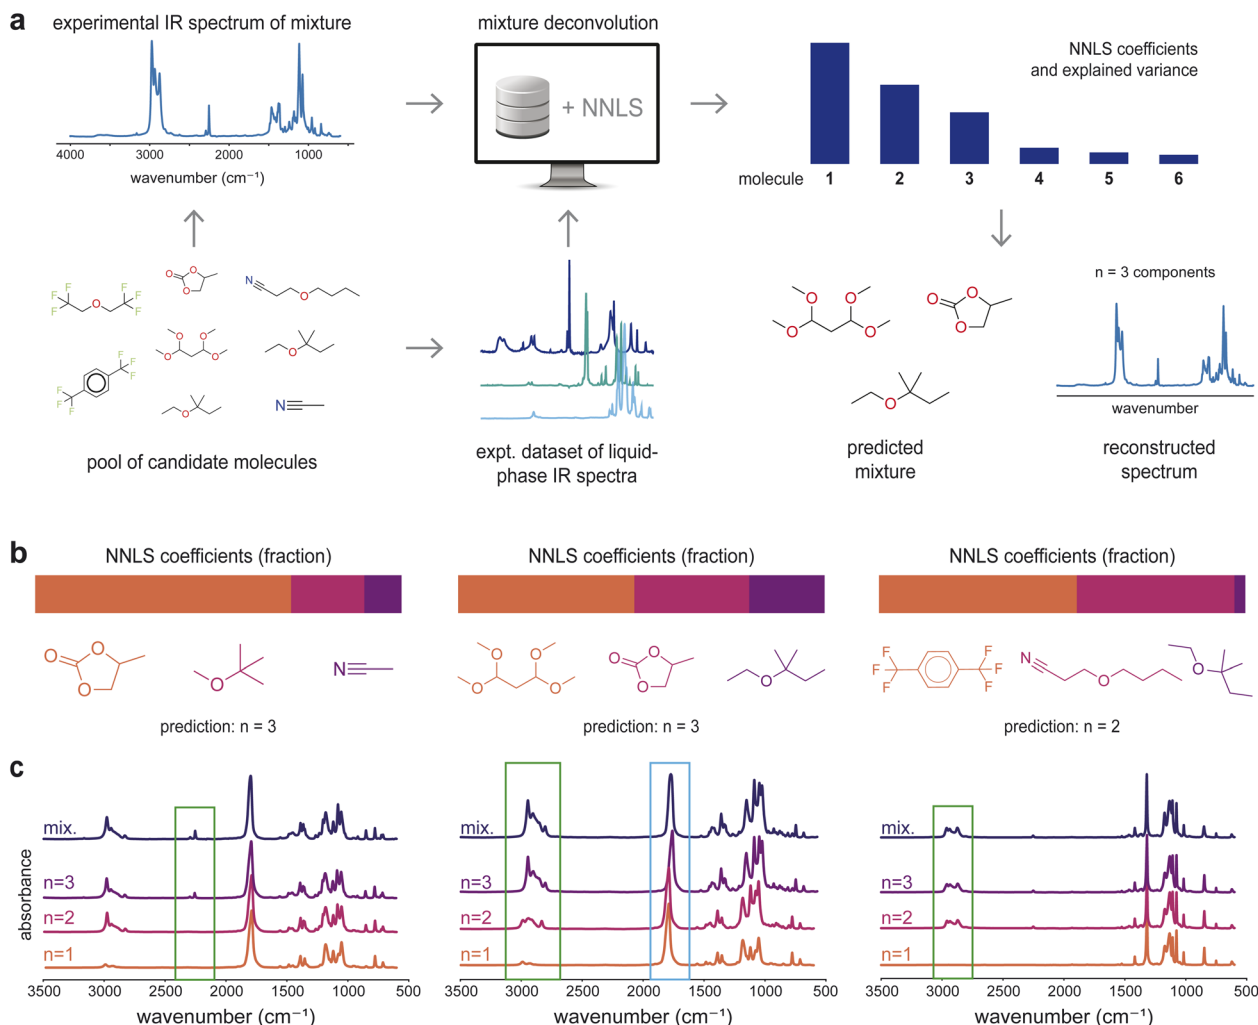 a
experimental IR spectrum of mixture
mixture deconvolution
NNLS coefficients
and explained variance
+ NNLS
4000 3000 2000 1000
wavenumber (cm⁻¹)
molecule 1 2 3 4 5 6
n = 3 components
F F F O F F F
O O O
N O
O O O O
O
F F F F F F
O
N
O O O O
O O O
O
wavenumber
pool of candidate molecules
expt. dataset of liquid-
phase IR spectra
predicted
mixture
reconstructed
spectrum
b
NNLS coefficients (fraction)
NNLS coefficients (fraction)
NNLS coefficients (fraction)
O O O
O
N
O O O O
O O O
O
F F F F F F
N O
O
prediction: n = 3
prediction: n = 3
prediction: n = 2
c
absorbance
mix.
n=3
n=2
n=1
3500 3000 2500 2000 1500 1000 500
wavenumber (cm⁻¹)
mix.
n=3
n=2
n=1
3500 3000 2500 2000 1500 1000 500
wavenumber (cm⁻¹)
mix.
n=3
n=2
n=1
3500 3000 2500 2000 1500 1000 500
wavenumber (cm⁻¹)